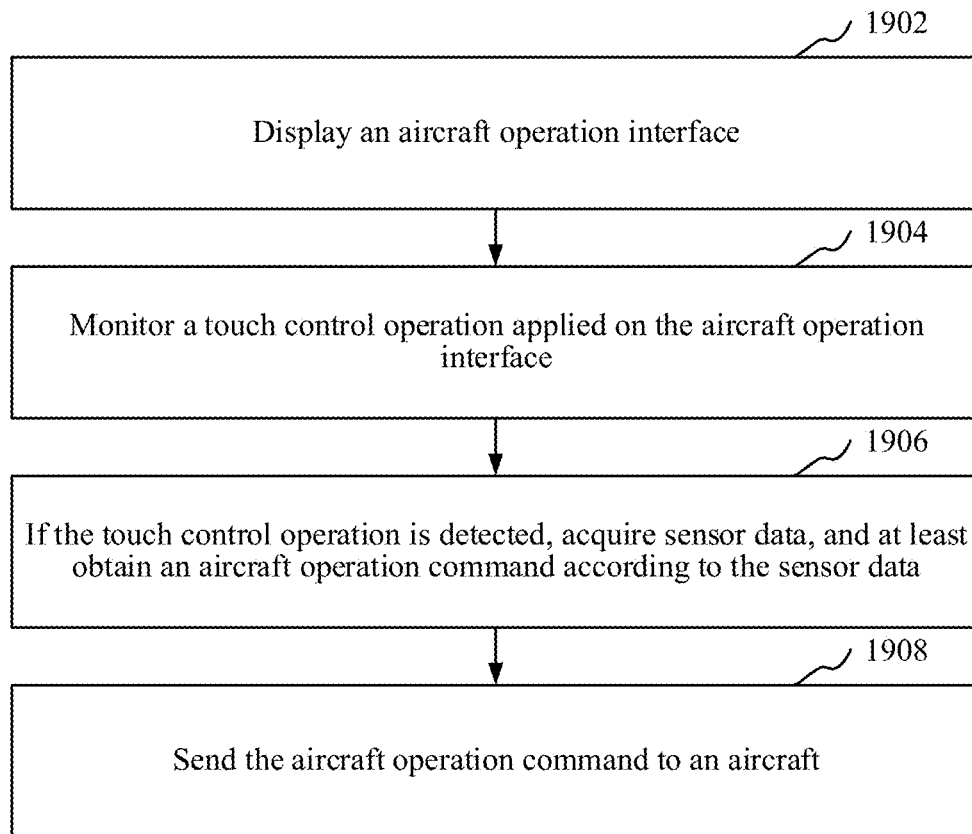 1902
Display an aircraft operation interface
1904
Monitor a touch control operation applied on the aircraft operation
interface
1906
If the touch control operation is detected, acquire sensor data, and at least
obtain an aircraft operation command according to the sensor data
1908
Send the aircraft operation command to an aircraft